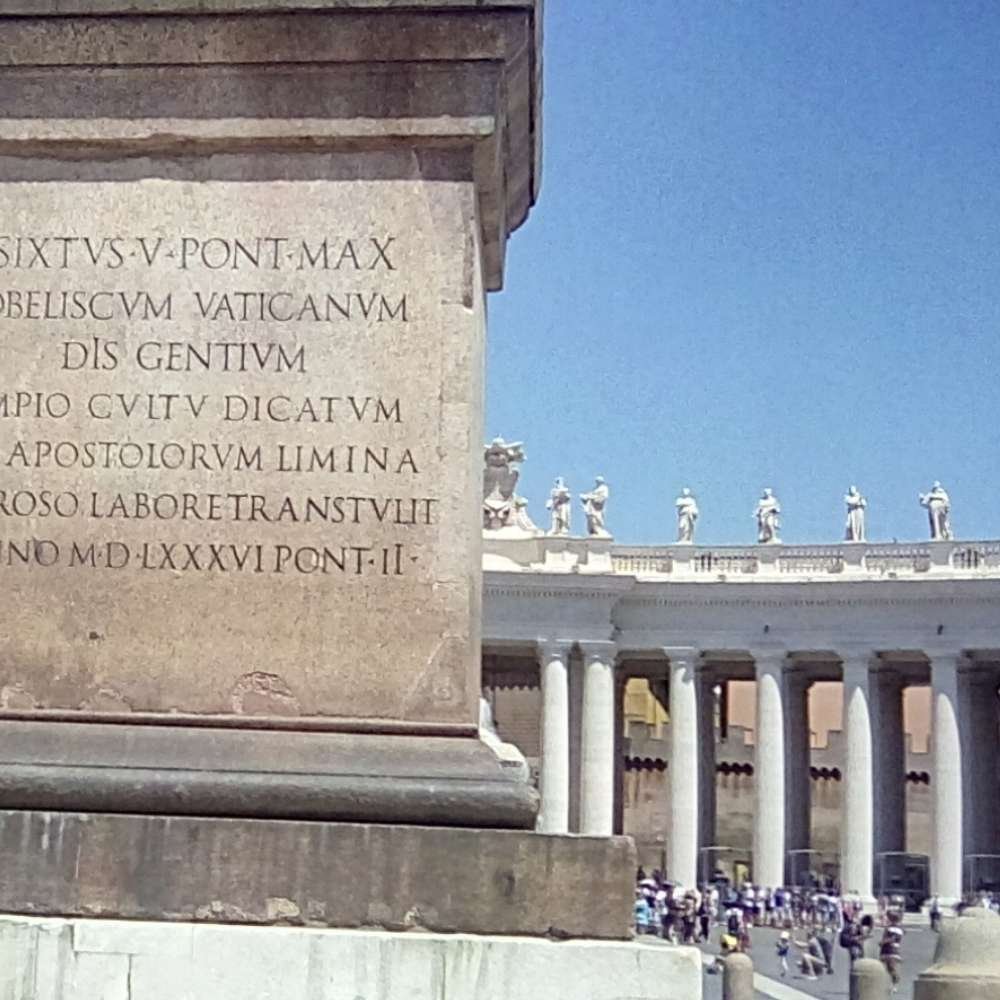 SIXTVS·V·PONT·MAX
OBELISCVM VATICANVM
DIS GENTIVM
MPIO CVLTV DICATVM
APOSTOLORVM LIMINA
ROSO LABORE TRANSTVLIT
NNO M·D·LXXXVI PONT·II·